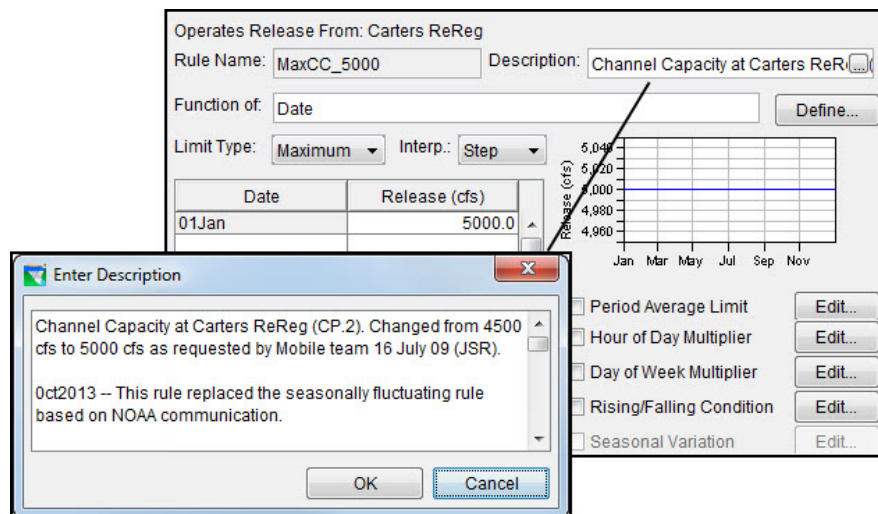 Operates Release From: Carters ReReg
Rule Name: MaxCC_5000 Description: Channel Capacity at Carters ReR ... (
Function of: Date Define...
Limit Type: Maximum Interp.: Step
Date Release (cfs)
01Jan 5000.0
Release (cfs)
5,040
5,020
5,000
4,980
4,960
Jan Mar May Jul Sep Nov
Period Average Limit Edit...
Hour of Day Multiplier Edit...
Day of Week Multiplier Edit...
Rising/Falling Condition Edit...
Seasonal Variation Edit...
Enter Description
Channel Capacity at Carters ReReg (CP.2). Changed from 4500
cfs to 5000 cfs as requested by Mobile team 16 July 09 (JSR).
0ct2013 -- This rule replaced the seasonally fluctuating rule
based on NOAA communication.
OK Cancel